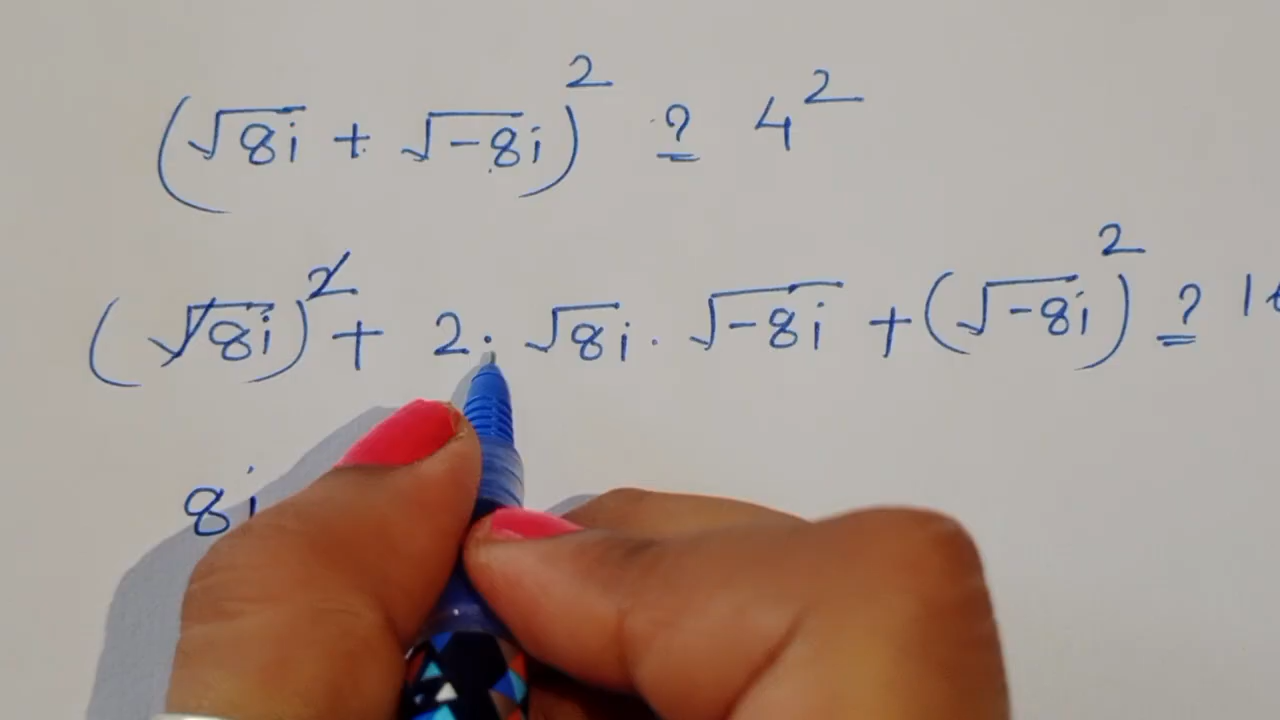 (√8i + √-8i)² ? 4²
(√8i)² + 2 · √8i · √-8i + (√-8i)² ? 1
8i